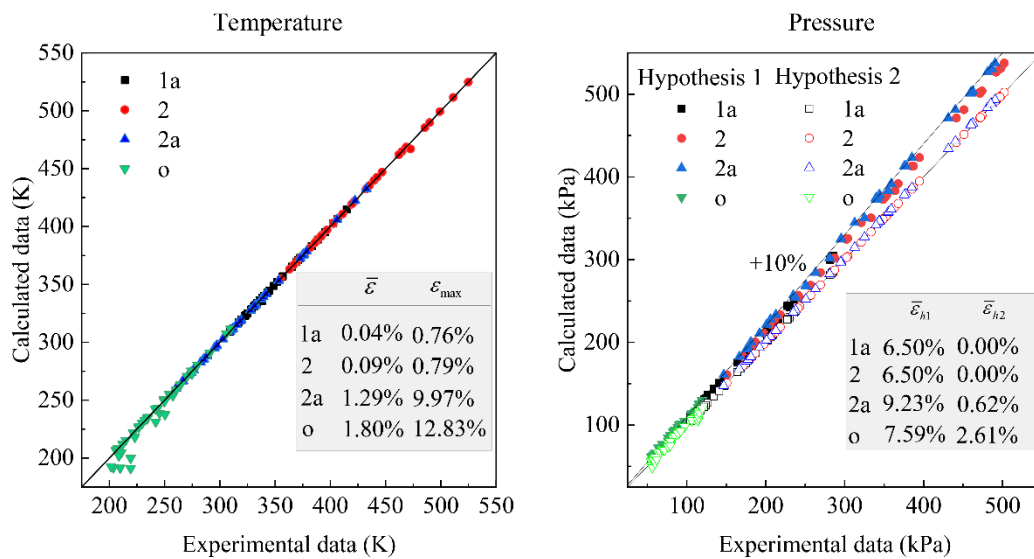 Temperature
550
500
450
400
350
300
250
200
200 250 300 350 400 450 500 550
Calculated data (K)
Experimental data (K)
1a
2
2a
o
ε̄ εmax
1a 0.04% 0.76%
2 0.09% 0.79%
2a 1.29% 9.97%
o 1.80% 12.83%
Pressure
500
400
300
200
100
100 200 300 400 500
Calculated data (kPa)
Experimental data (kPa)
Hypothesis 1 Hypothesis 2
1a 1a
2 2
2a 2a
o o
+10%
ε̄h1 ε̄h2
1a 6.50% 0.00%
2 6.50% 0.00%
2a 9.23% 0.62%
o 7.59% 2.61%